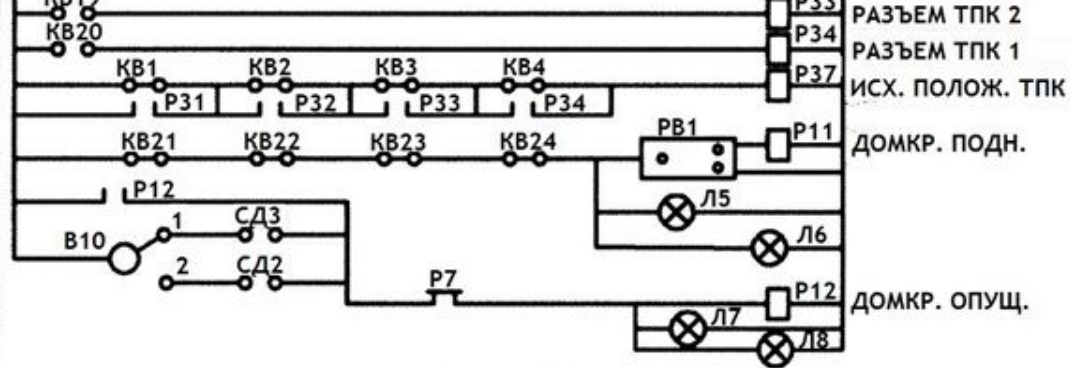 Р33 РАЗЪЕМ ТПК 2
КВ20 Р34 РАЗЪЕМ ТПК 1
КВ1 КВ2 КВ3 КВ4 Р37 ИСХ. ПОЛОЖ. ТПК
Р31 Р32 Р33 Р34
КВ21 КВ22 КВ23 КВ24 РВ1 Р11 ДОМКР. ПОДН.
Р12 Л5
В10 1 СД3 Л6
2 СД2
Р7 Р12 ДОМКР. ОПУЩ.
Л7
Л8